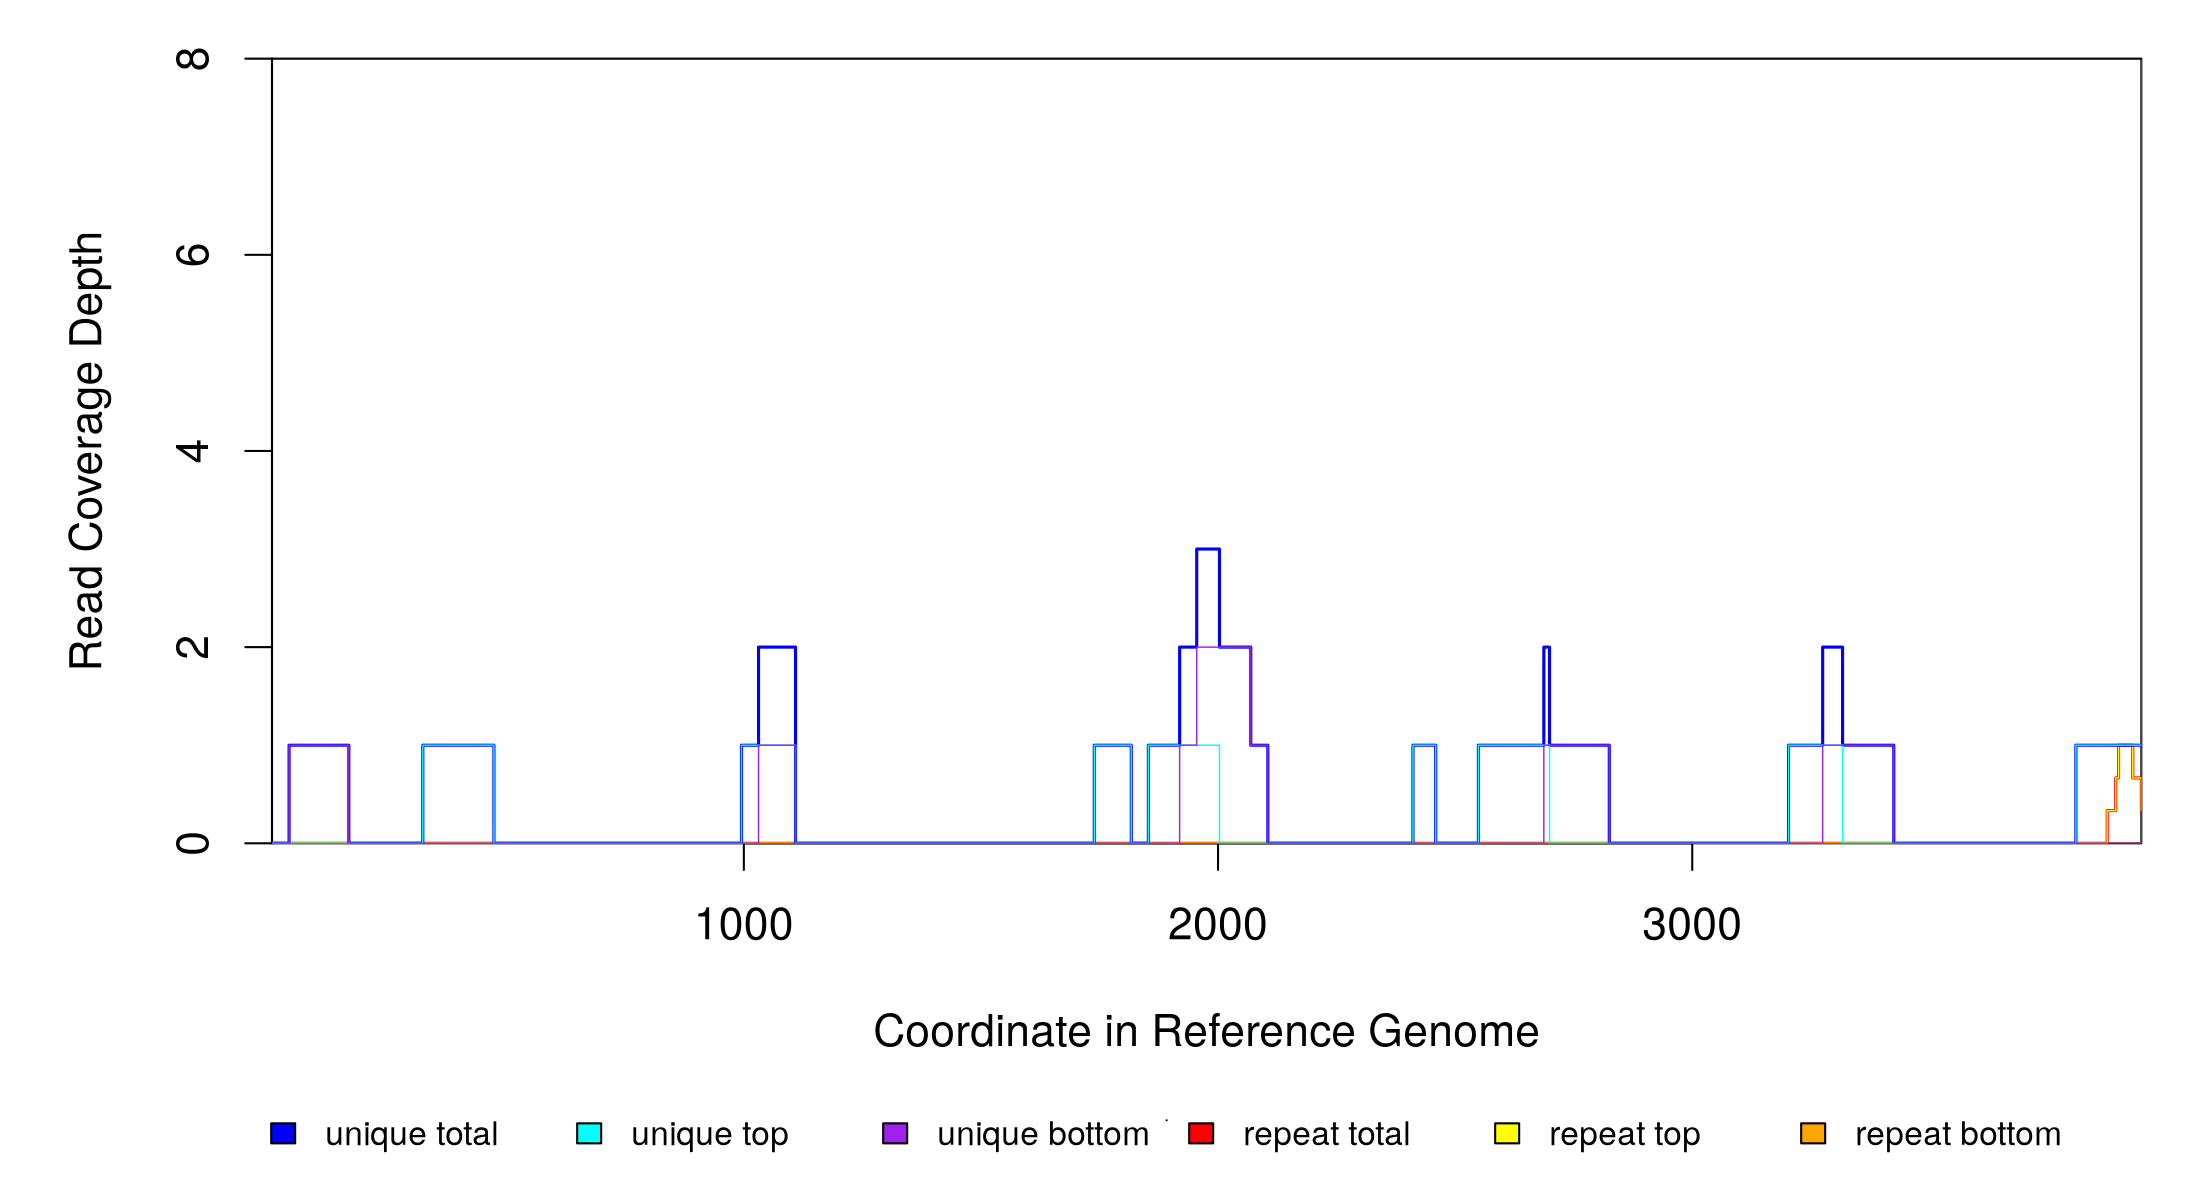 8
6
4
2
0
Read Coverage Depth
1000 2000 3000
Coordinate in Reference Genome
unique total unique top unique bottom repeat total repeat top repeat bottom